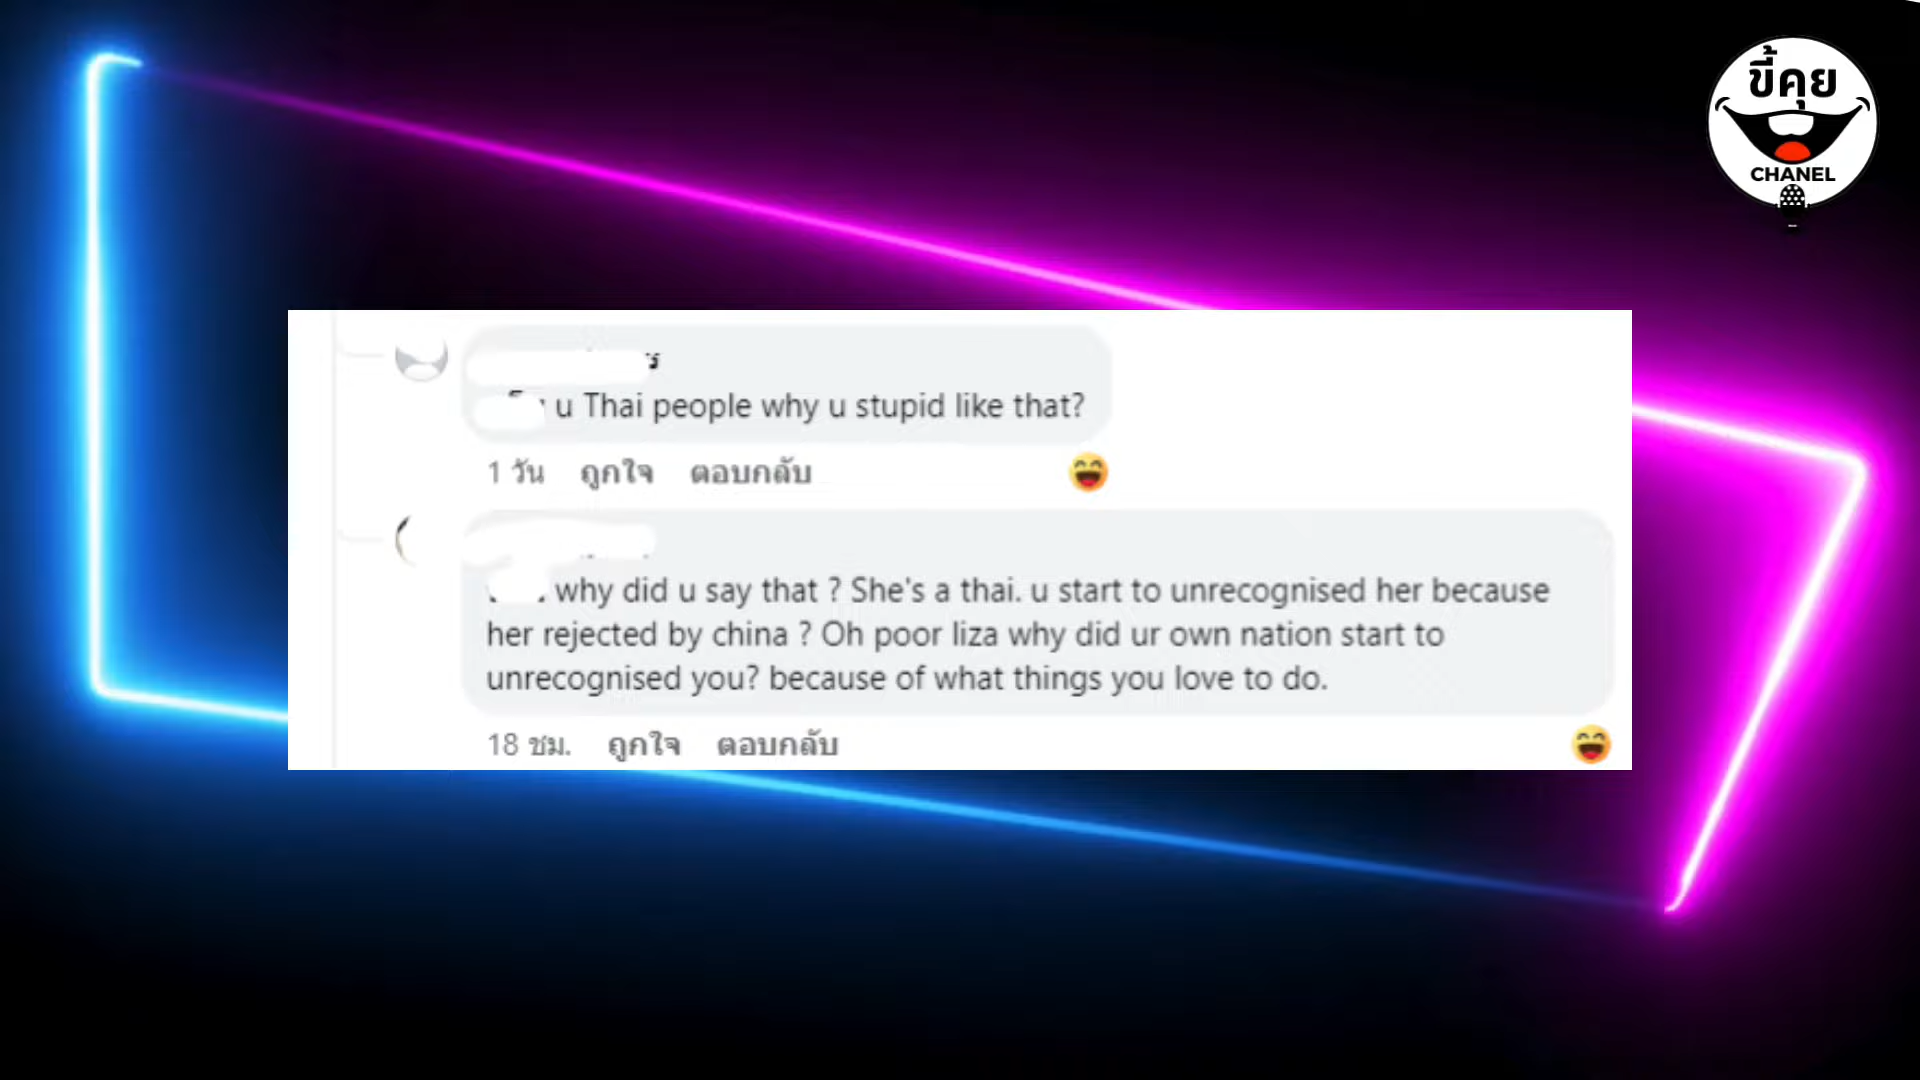 ขี้คุย
CHANEL
u Thai people why u stupid like that?
1 วัน ถูกใจ ตอบกลับ
why did u say that ? She's a thai. u start to unrecognised her because
her rejected by china ? Oh poor liza why did ur own nation start to
unrecognised you? because of what things you love to do.
18 ชม. ถูกใจ ตอบกลับ